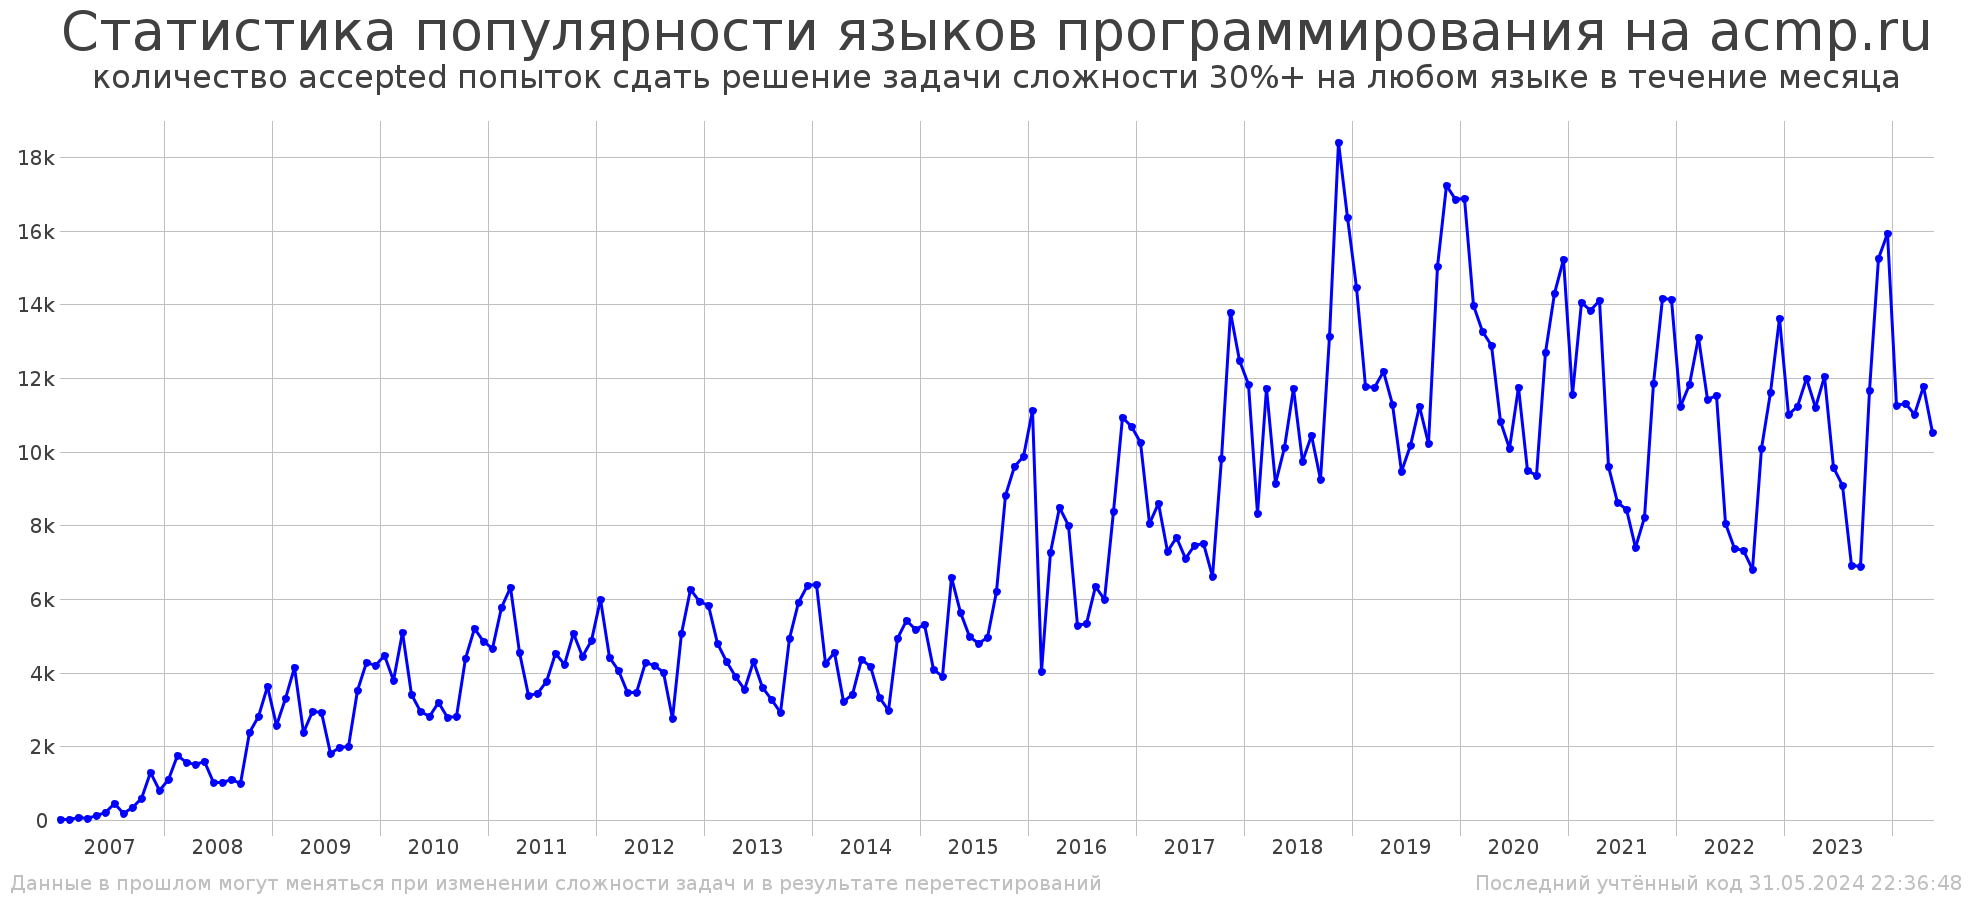 Статистика популярности языков программирования на acmp.ru
количество accepted попыток сдать решение задачи сложности 30%+ на любом языке в течение месяца
18k
16k
14k
12k
10k
8k
6k
4k
2k
0
2007 2008 2009 2010 2011 2012 2013 2014 2015 2016 2017 2018 2019 2020 2021 2022 2023
Данные в прошлом могут меняться при изменении сложности задач и в результате перетестирований
Последний учтённый код 31.05.2024 22:36:48